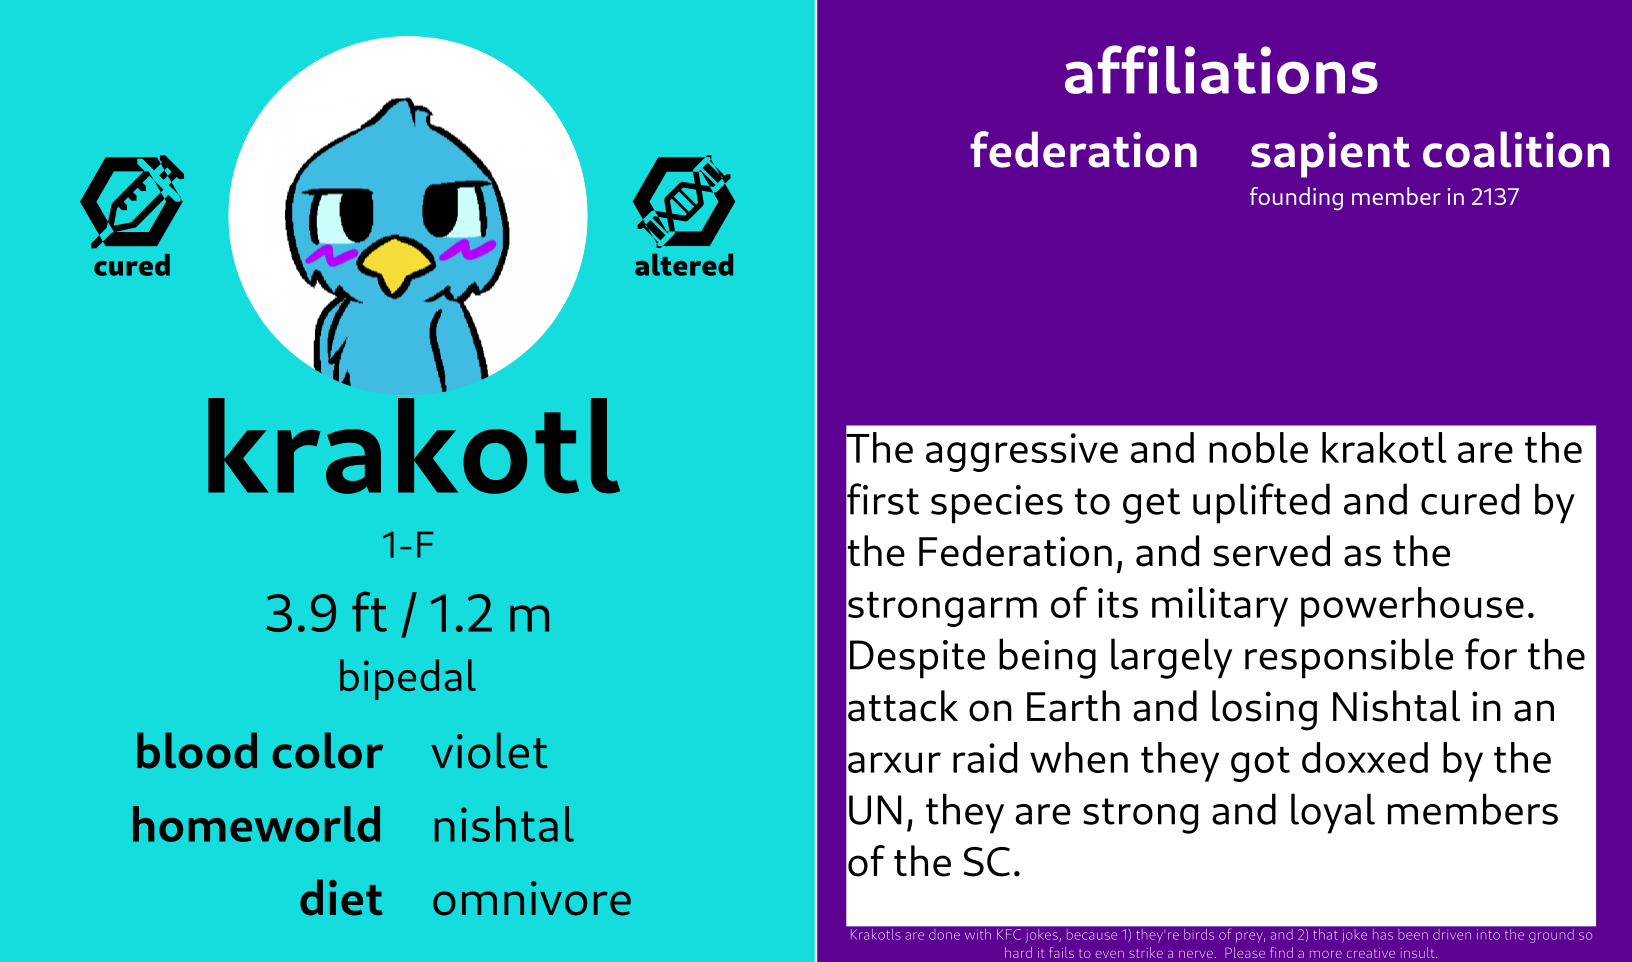 cured
altered
krakotl
1-F
3.9 ft / 1.2 m
bipedal
blood color violet
homeworld nishtal
diet omnivore
affiliations
federation sapient coalition
founding member in 2137
The aggressive and noble krakotl are the
first species to get uplifted and cured by
the Federation, and served as the
strongarm of its military powerhouse.
Despite being largely responsible for the
attack on Earth and losing Nishtal in an
arxur raid when they got doxxed by the
UN, they are strong and loyal members
of the SC.
Krakotls are done with KFC jokes, because 1) they're birds of prey, and 2) that joke has been driven into the ground so
hard it fails to even strike a nerve. Please find a more creative insult.